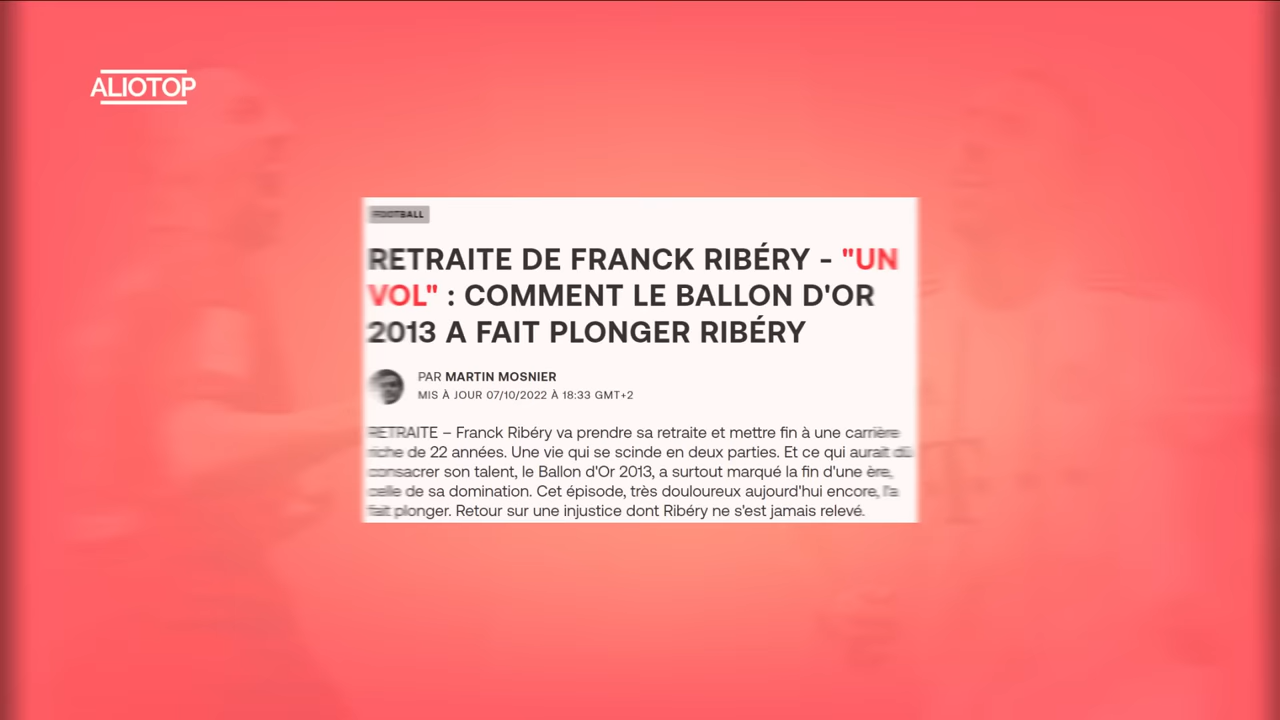 ALIOTOP
FOOTBALL
RETRAITE DE FRANCK RIBÉRY - "UN
VOL" : COMMENT LE BALLON D'OR
2013 A FAIT PLONGER RIBÉRY
PAR MARTIN MOSNIER
MIS À JOUR 07/10/2022 À 18:33 GMT+2
RETRAITE – Franck Ribéry va prendre sa retraite et mettre fin à une carrière
riche de 22 années. Une vie qui se scinde en deux parties. Et ce qui aurait dû
consacrer son talent, le Ballon d'Or 2013, a surtout marqué la fin d'une ère,
celle de sa domination. Cet épisode, très douloureux aujourd'hui encore, l'a
fait plonger. Retour sur une injustice dont Ribéry ne s'est jamais relevé.